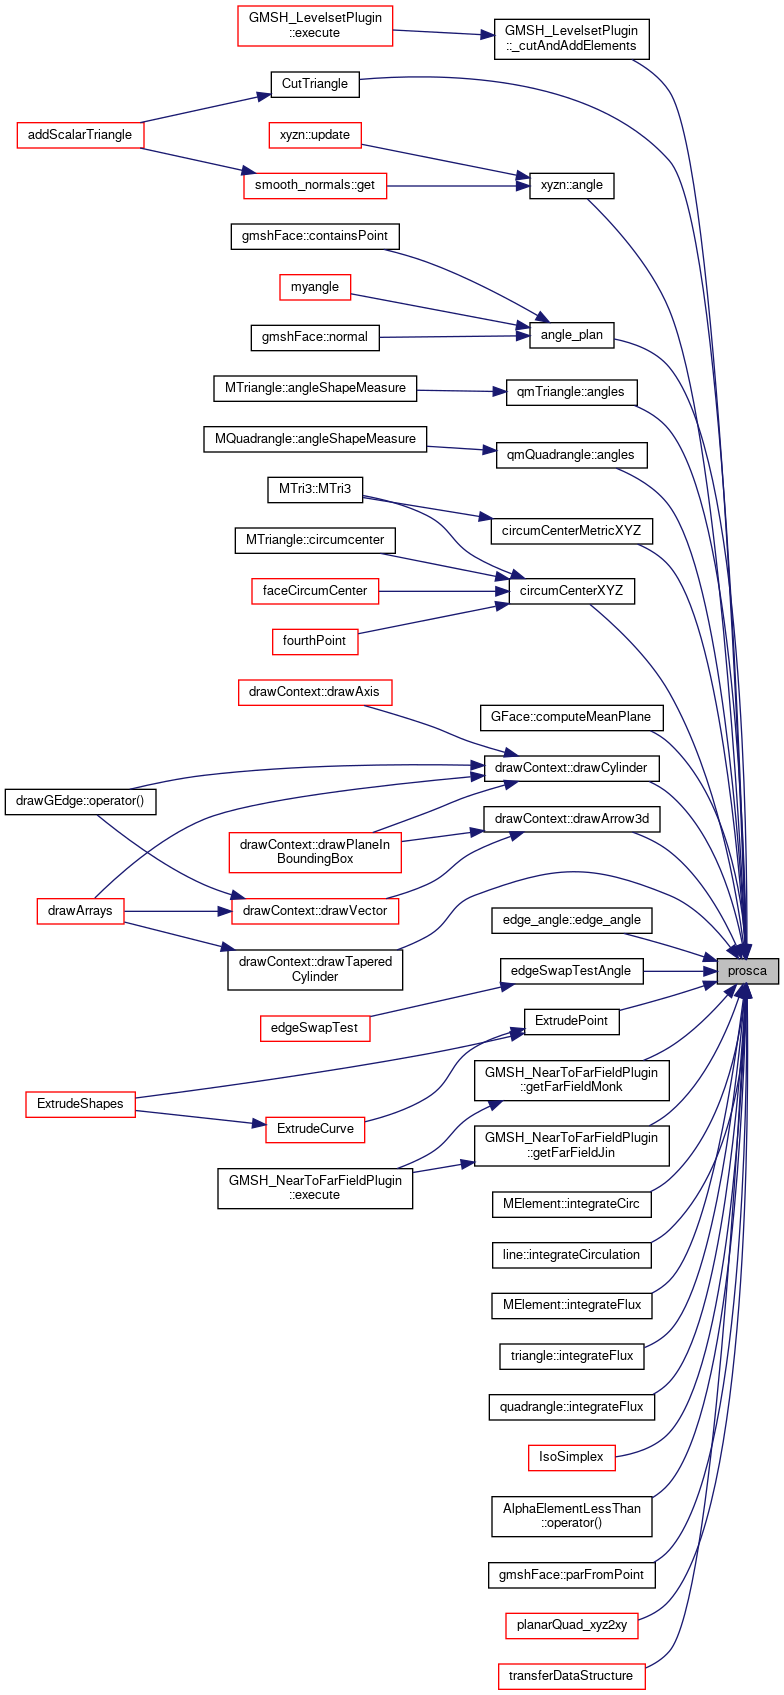 GMSH_LevelsetPlugin
::execute
GMSH_LevelsetPlugin
::_cutAndAddElements
CutTriangle
addScalarTriangle
xyzn::update
smooth_normals::get
xyzn::angle
gmshFace::containsPoint
myangle
angle_plan
gmshFace::normal
MTriangle::angleShapeMeasure
qmTriangle::angles
MQuadrangle::angleShapeMeasure
qmQuadrangle::angles
MTri3::MTri3
circumCenterMetricXYZ
MTriangle::circumcenter
faceCircumCenter
circumCenterXYZ
fourthPoint
drawContext::drawAxis
GFace::computeMeanPlane
drawContext::drawCylinder
drawGEdge::operator()
drawContext::drawArrow3d
drawContext::drawPlaneIn
BoundingBox
drawArrays
drawContext::drawVector
edge_angle::edge_angle
drawContext::drawTapered
Cylinder
edgeSwapTestAngle
prosca
edgeSwapTest
ExtrudePoint
GMSH_NearToFarFieldPlugin
::getFarFieldMonk
ExtrudeShapes
ExtrudeCurve
GMSH_NearToFarFieldPlugin
::getFarFieldJin
GMSH_NearToFarFieldPlugin
::execute
MElement::integrateCirc
line::integrateCirculation
MElement::integrateFlux
triangle::integrateFlux
quadrangle::integrateFlux
IsoSimplex
AlphaElementLessThan
::operator()
gmshFace::parFromPoint
planarQuad_xyz2xy
transferDataStructure